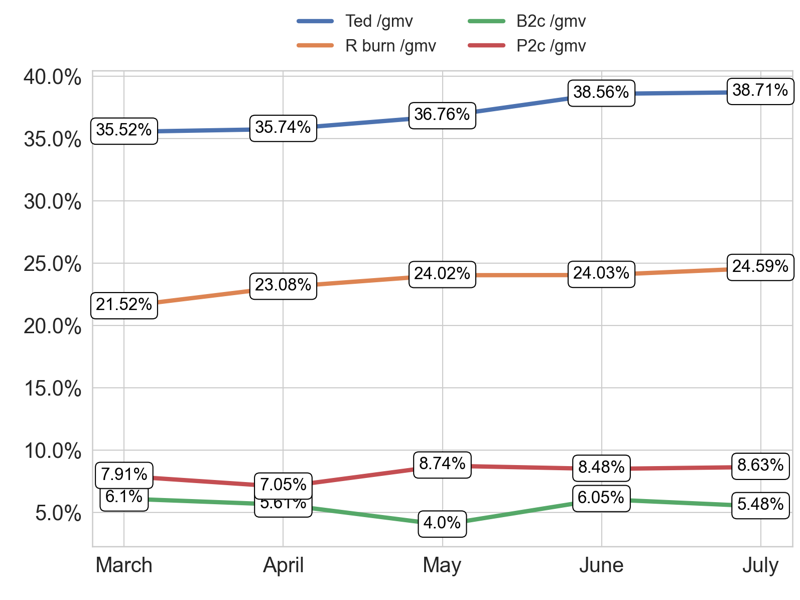 Ted /gmv B2c /gmv
R burn /gmv P2c /gmv
40.0%
38.56% 38.71%
36.76%
35.52% 35.74%
35.0%
30.0%
25.0%
24.02% 24.03% 24.59%
23.08%
21.52%
20.0%
15.0%
10.0%
8.74% 8.48% 8.63%
7.91% 7.05%
6.1% 5.61% 6.05% 5.48%
5.0%
4.0%
March April May June July